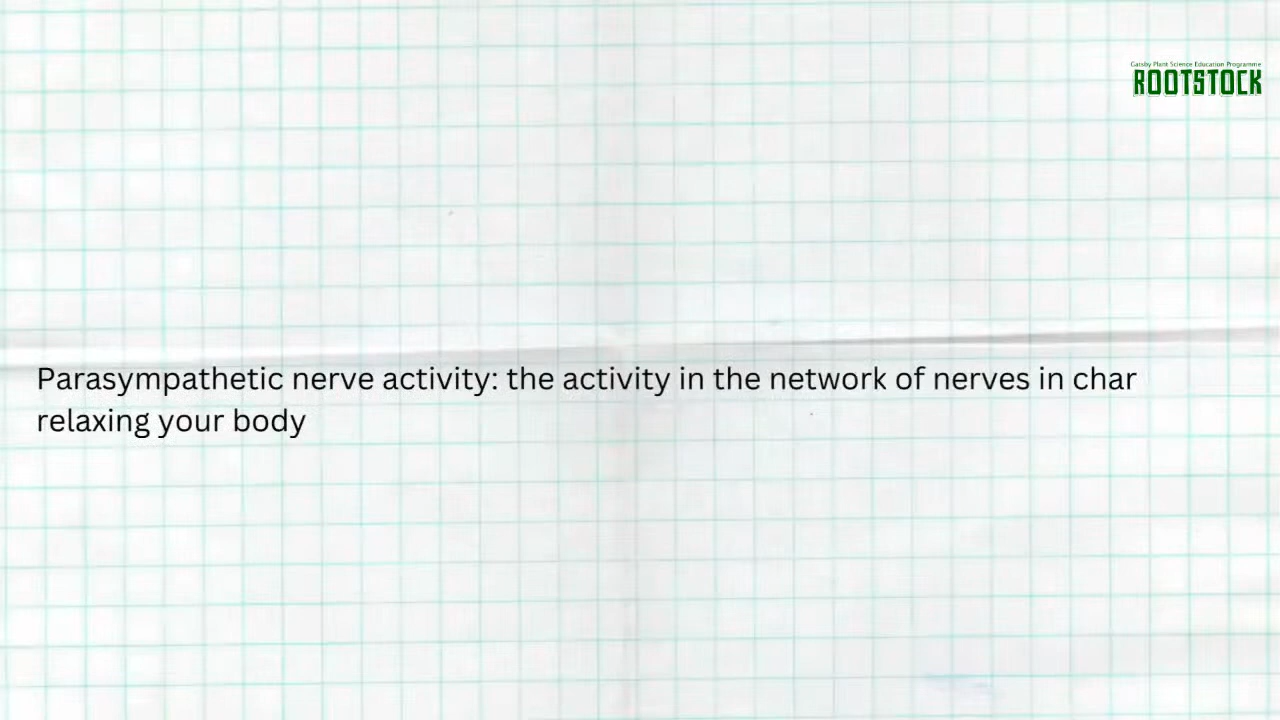 Gatsby Plant Science Education Programme
ROOTSTOCK
Parasympathetic nerve activity: the activity in the network of nerves in char
relaxing your body